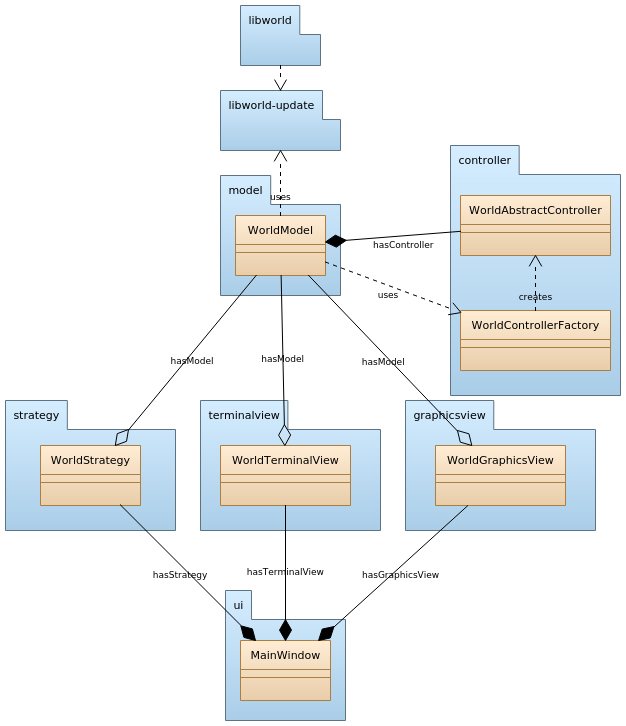 libworld
libworld-update
controller
model
uses
WorldAbstractController
WorldModel
hasController
uses
creates
WorldControllerFactory
hasModel
hasModel
hasModel
strategy
terminalview
graphicsview
WorldStrategy
WorldTerminalView
WorldGraphicsView
hasStrategy
hasTerminalView
hasGraphicsView
ui
MainWindow